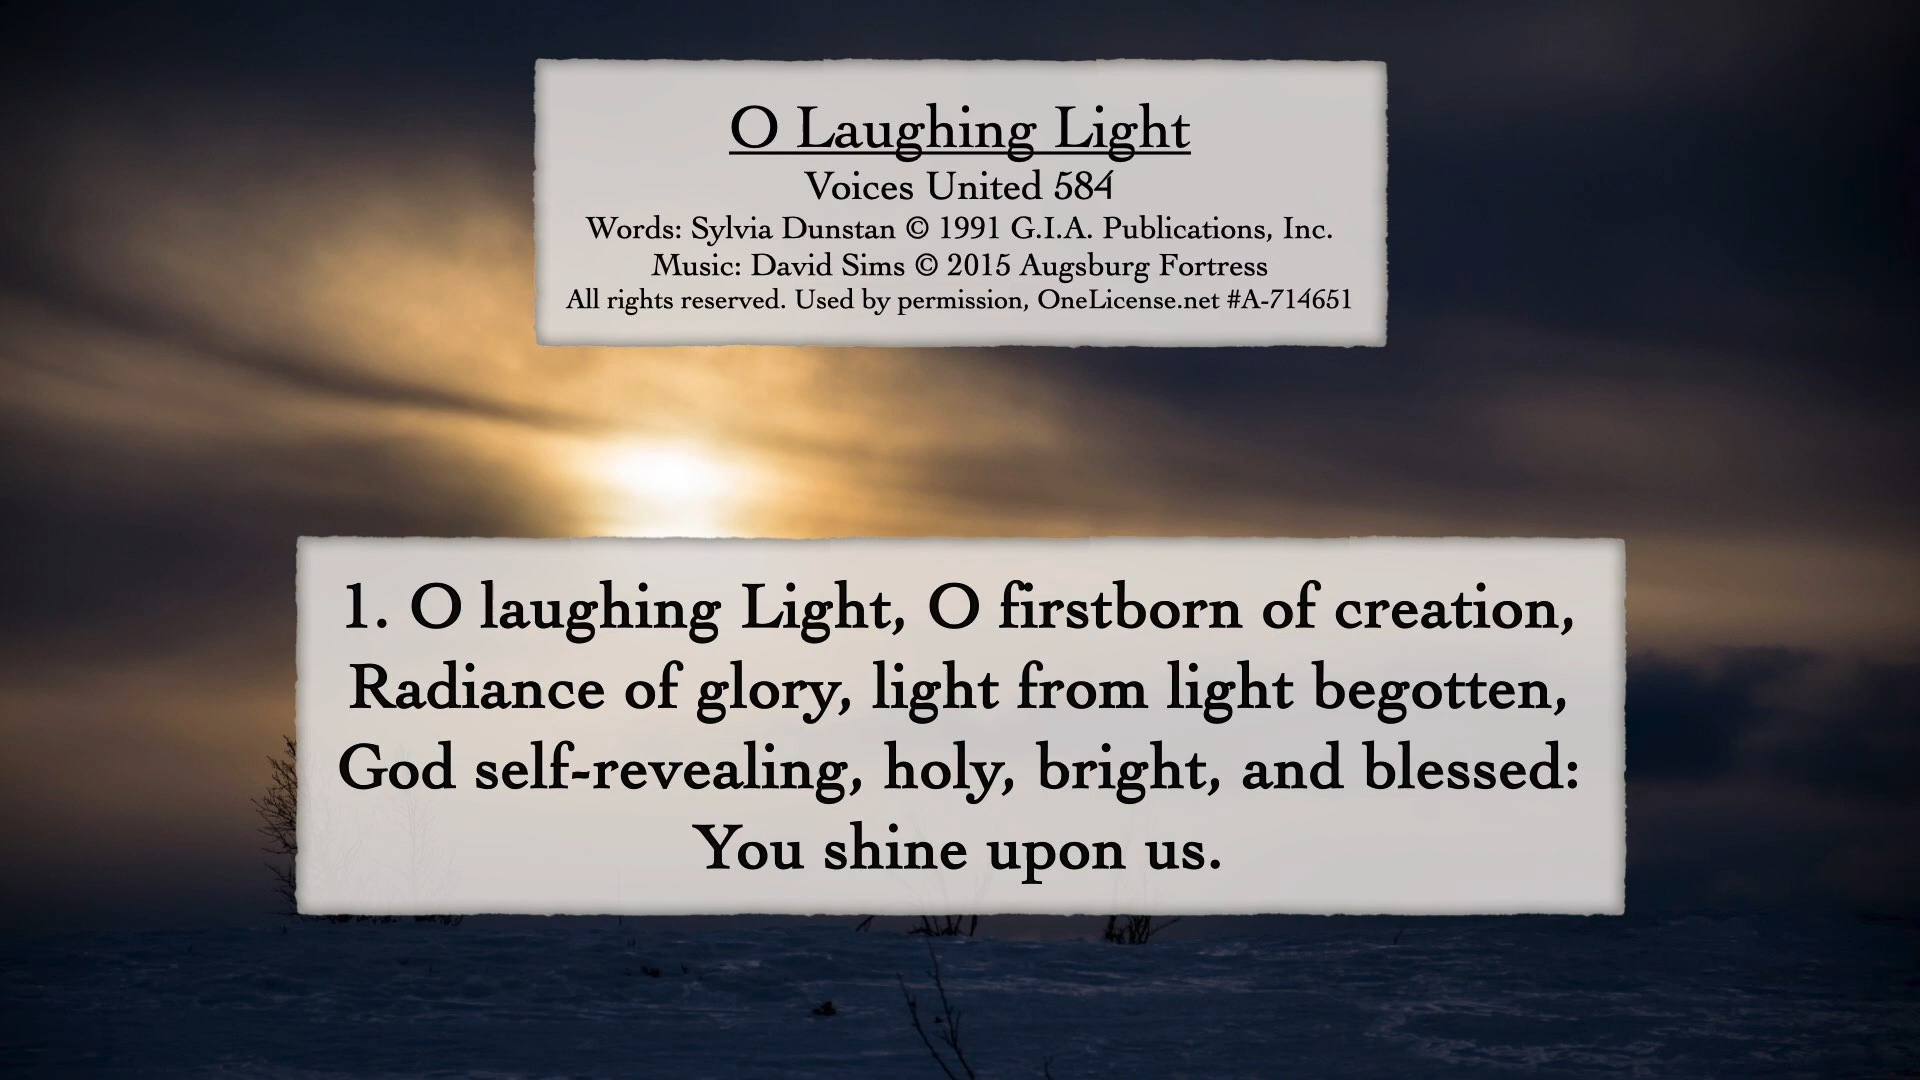 O Laughing Light
Voices United 584
Words: Sylvia Dunstan © 1991 G.I.A. Publications, Inc.
Music: David Sims © 2015 Augsburg Fortress
All rights reserved. Used by permission, OneLicense.net #A-714651
1. O laughing Light, O firstborn of creation,
Radiance of glory, light from light begotten,
God self-revealing, holy, bright, and blessed:
You shine upon us.